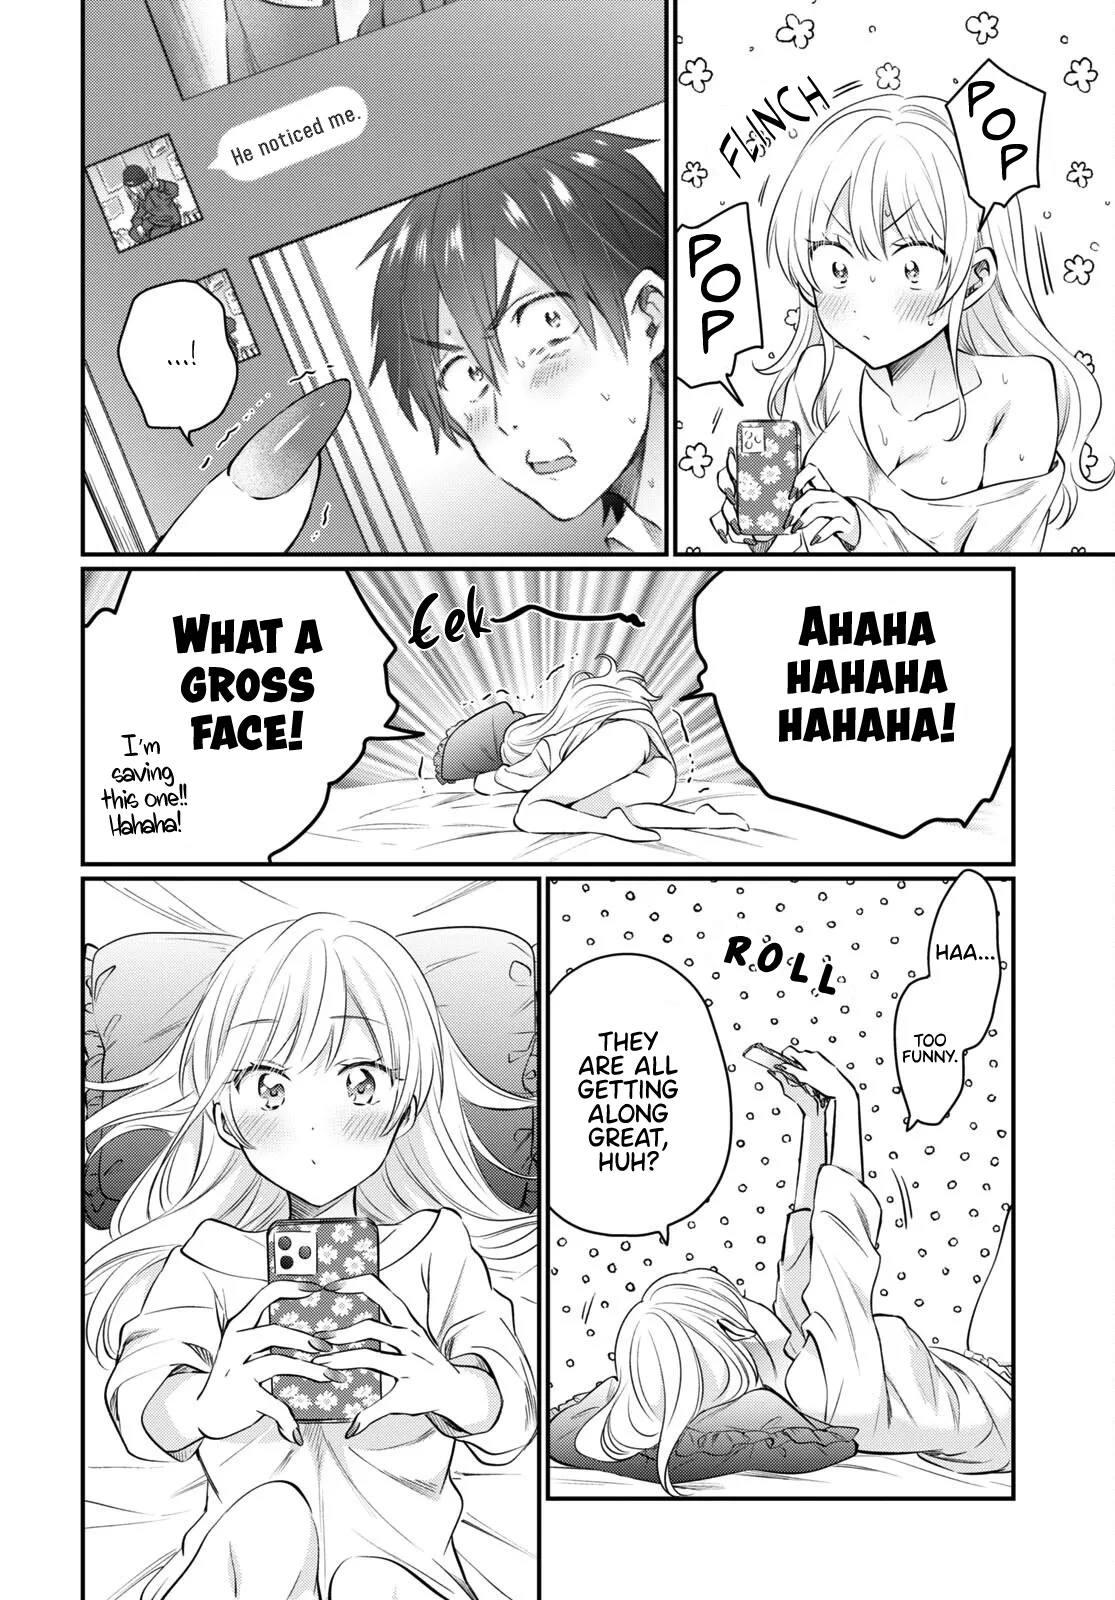 POP
FLINCH
POP
He noticed me.
...!
AHAHA
HAHAHA
HAHAHA!
Eek
WHAT A
GROSS
FACE!
I'm
saving
this one!!
Hahaha!
HAA...
TOO
FUNNY.
ROLL
THEY
ARE ALL
GETTING
ALONG
GREAT,
HUH?